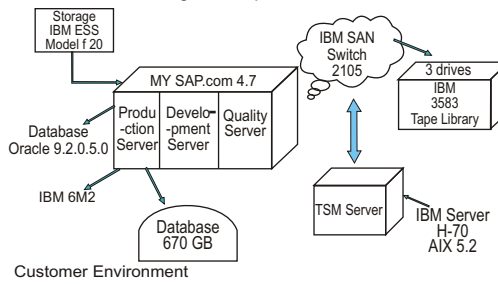 Storage
IBM ESS
Model f 20
IBM SAN
Switch
2105
MY SAP.com 4.7
3 drives
IBM
3583
Tape Library
Produ
-ction
Server
Develo-
-pment
Server
Quality
Server
Database
Oracle 9.2.0.5.0
IBM 6M2
Database
670 GB
TSM Server
IBM Server
H-70
AIX 5.2
Customer Environment